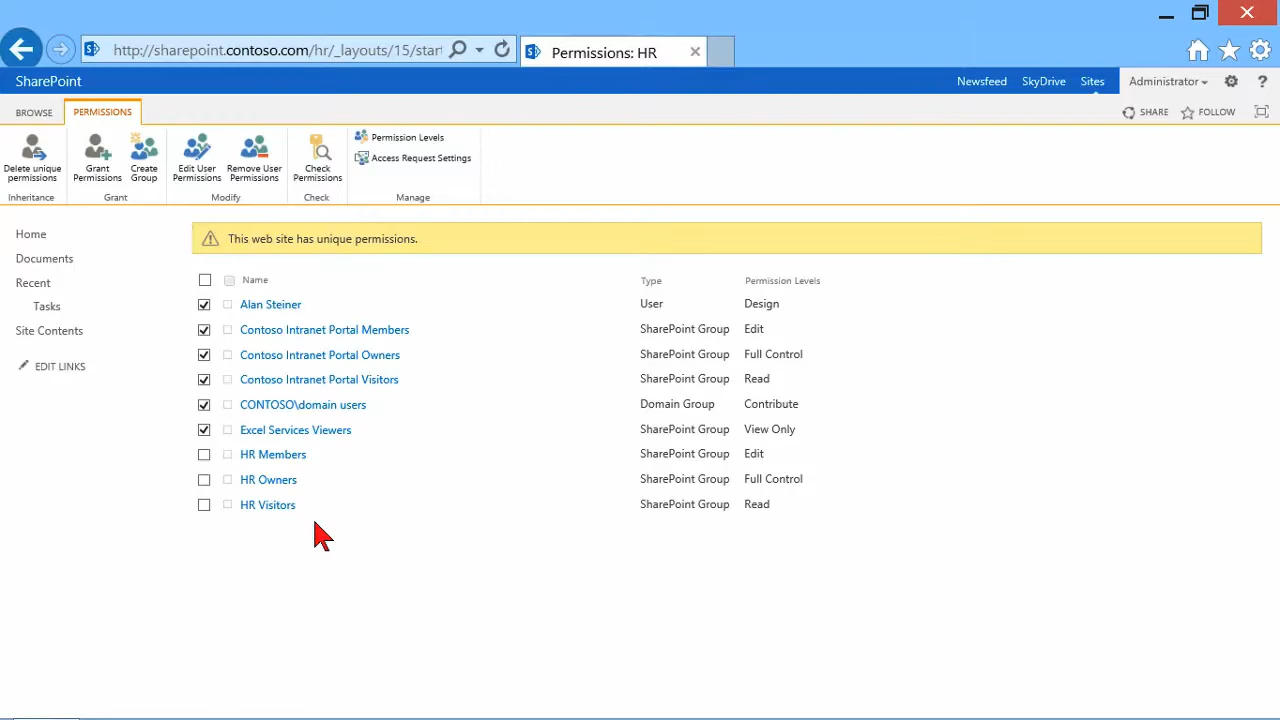 http://sharepoint.contoso.com/hr/_layouts/15/start
Permissions: HR
SharePoint
Newsfeed SkyDrive Sites Administrator ?
BROWSE PERMISSIONS
SHARE FOLLOW
Delete unique permissions
Grant Permissions
Create Group
Edit User Permissions
Remove User Permissions
Check Permissions
Permission Levels
Access Request Settings
Inheritance Grant Modify Check Manage
Home
Documents
Recent
Tasks
Site Contents
EDIT LINKS
This web site has unique permissions.
Name Type Permission Levels
Alan Steiner User Design
Contoso Intranet Portal Members SharePoint Group Edit
Contoso Intranet Portal Owners SharePoint Group Full Control
Contoso Intranet Portal Visitors SharePoint Group Read
CONTOSO\domain users Domain Group Contribute
Excel Services Viewers SharePoint Group View Only
HR Members SharePoint Group Edit
HR Owners SharePoint Group Full Control
HR Visitors SharePoint Group Read